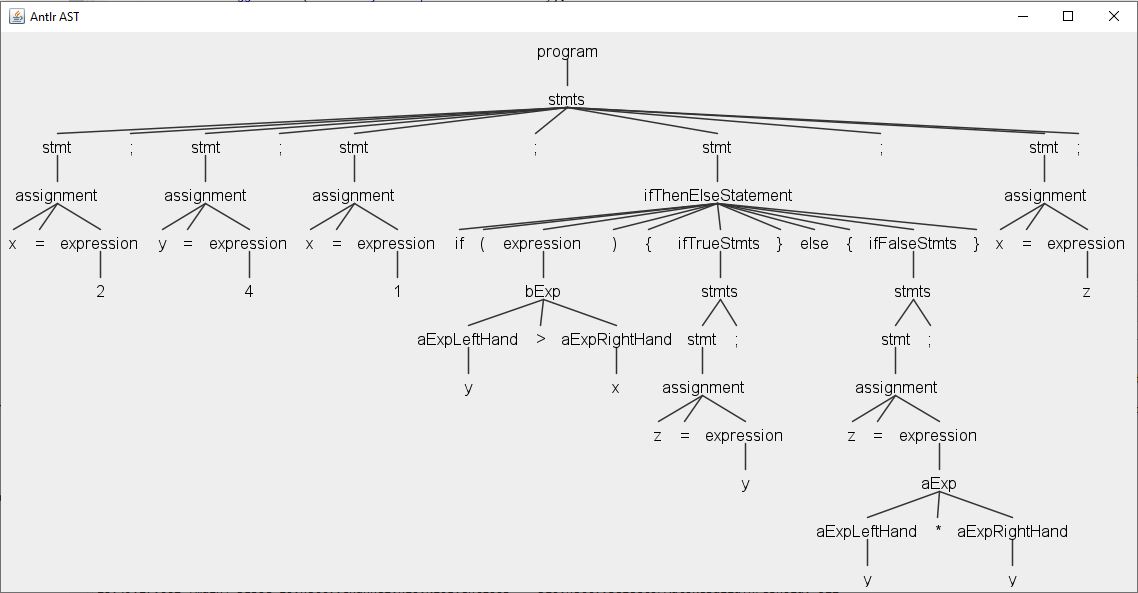 Antlr AST
program
stmts
stmt ; stmt ; stmt ; stmt ; stmt ;
assignment assignment assignment ifThenElseStatement assignment
x = expression y = expression x = expression if ( expression ) { ifTrueStmts } else { ifFalseStmts } x = expression
2 4 1 bExp stmts stmts z
aExpLeftHand > aExpRightHand stmt ; stmt ;
y x assignment assignment
z = expression z = expression
y aExp
aExpLeftHand * aExpRightHand
y y